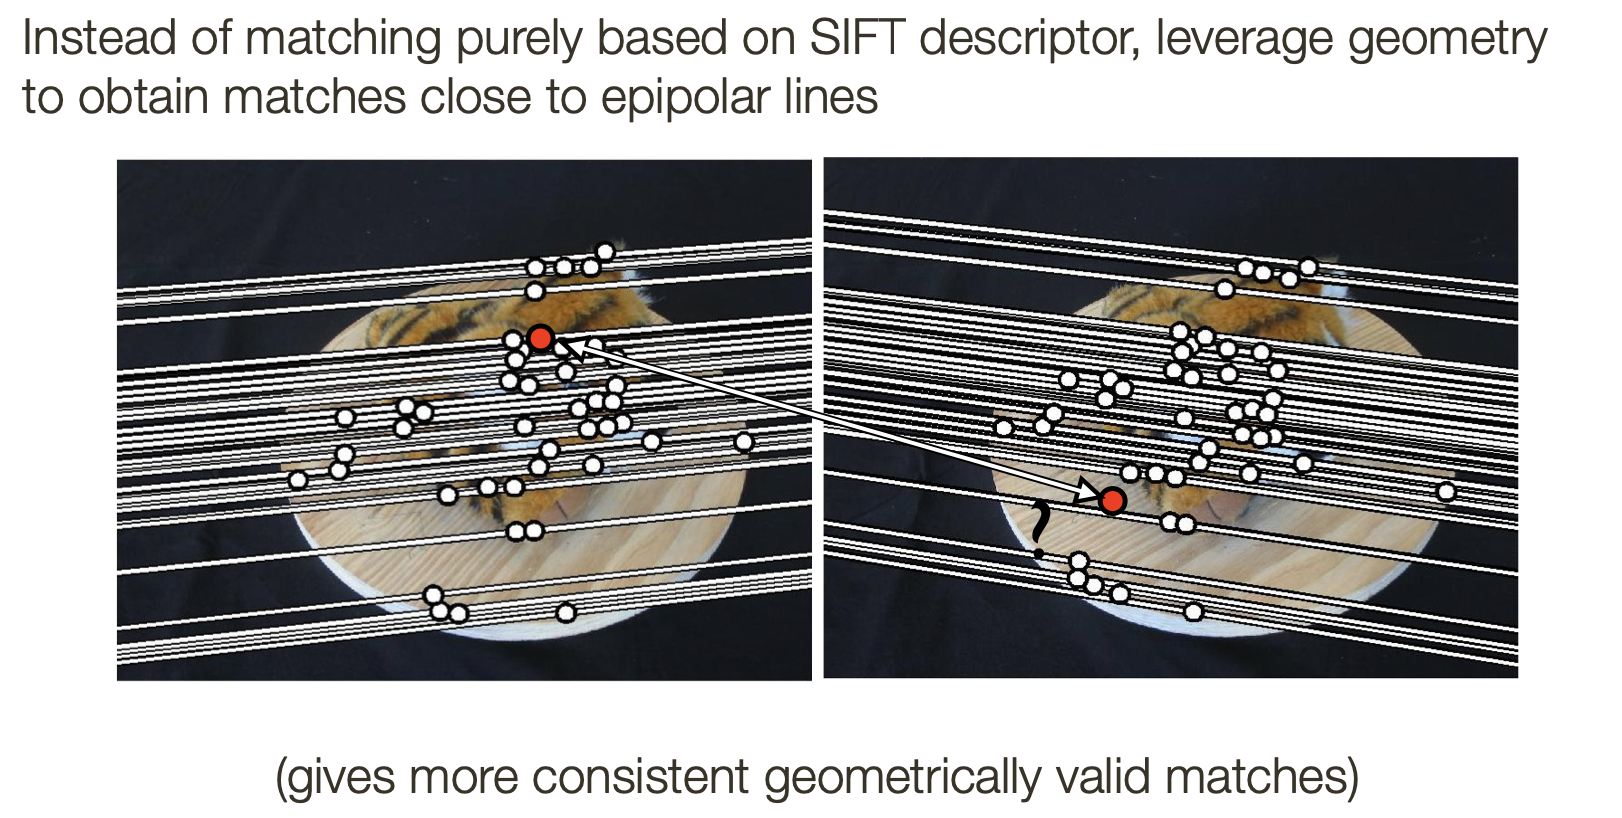 Instead of matching purely based on SIFT descriptor, leverage geometry
to obtain matches close to epipolar lines
?
(gives more consistent geometrically valid matches)